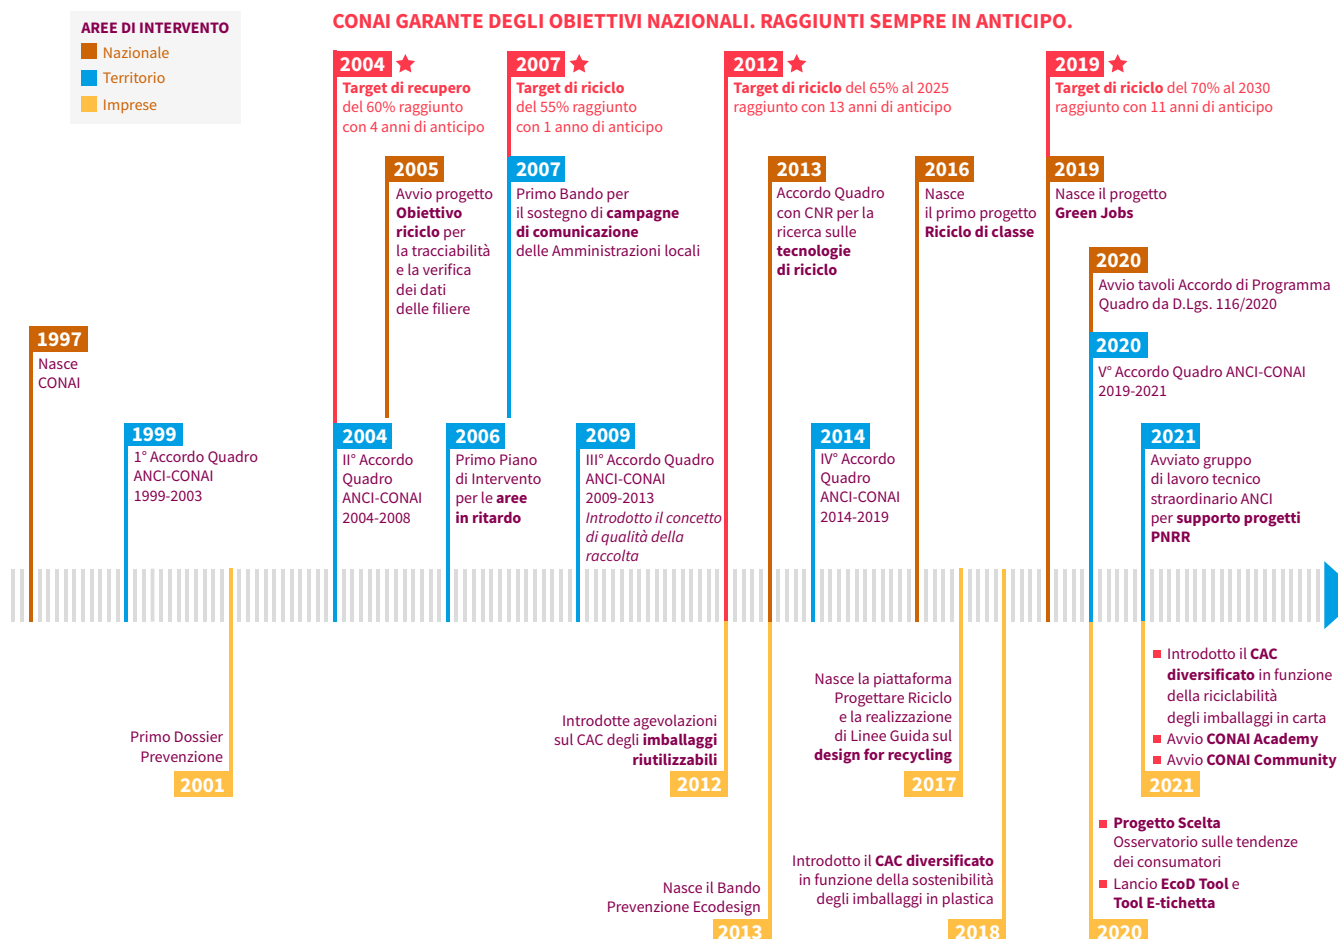 AREE DI INTERVENTO
Nazionale
Territorio
Imprese
CONAI GARANTE DEGLI OBIETTIVI NAZIONALI. RAGGIUNTI SEMPRE IN ANTICIPO.
2004
Target di recupero
del 60% raggiunto
con 4 anni di anticipo
2007
Target di riciclo
del 55% raggiunto
con 1 anno di anticipo
2012
Target di riciclo del 65% al 2025
raggiunto con 13 anni di anticipo
2019
Target di riciclo del 70% al 2030
raggiunto con 11 anni di anticipo
2005
Avvio progetto
Obiettivo
riciclo per
la tracciabilità
e la verifica
dei dati
delle filiere
2007
Primo Bando per
il sostegno di campagne
di comunicazione
delle Amministrazioni locali
2013
Accordo Quadro
con CNR per la
ricerca sulle
tecnologie
di riciclo
2016
Nasce
il primo progetto
Riciclo di classe
2019
Nasce il progetto
Green Jobs
2020
Avvio tavoli Accordo di Programma
Quadro da D.Lgs. 116/2020
1997
Nasce
CONAI
2020
V° Accordo Quadro ANCI-CONAI
2019-2021
1999
1° Accordo Quadro
ANCI-CONAI
1999-2003
2004
II° Accordo
Quadro
ANCI-CONAI
2004-2008
2006
Primo Piano
di Intervento
per le aree
in ritardo
2009
III° Accordo Quadro
ANCI-CONAI
2009-2013
Introdotto il concetto
di qualità della
raccolta
2014
IV° Accordo
Quadro
ANCI-CONAI
2014-2019
2021
Avviato gruppo
di lavoro tecnico
straordinario ANCI
per supporto progetti
PNRR
Primo Dossier
Prevenzione
2001
Introdotte agevolazioni
sul CAC degli imballaggi
riutilizzabili
2012
Nasce la piattaforma
Progettare Riciclo
e la realizzazione
di Linee Guida sul
design for recycling
2017
Introdotto il CAC
diversificato in funzione
della riciclabilità
degli imballaggi in carta
Avvio CONAI Academy
Avvio CONAI Community
2021
Nasce il Bando
Prevenzione Ecodesign
2013
Introdotto il CAC diversificato
in funzione della sostenibilità
degli imballaggi in plastica
2018
Progetto Scelta
Osservatorio sulle tendenze
dei consumatori
Lancio EcoD Tool e
Tool E-tichetta
2020